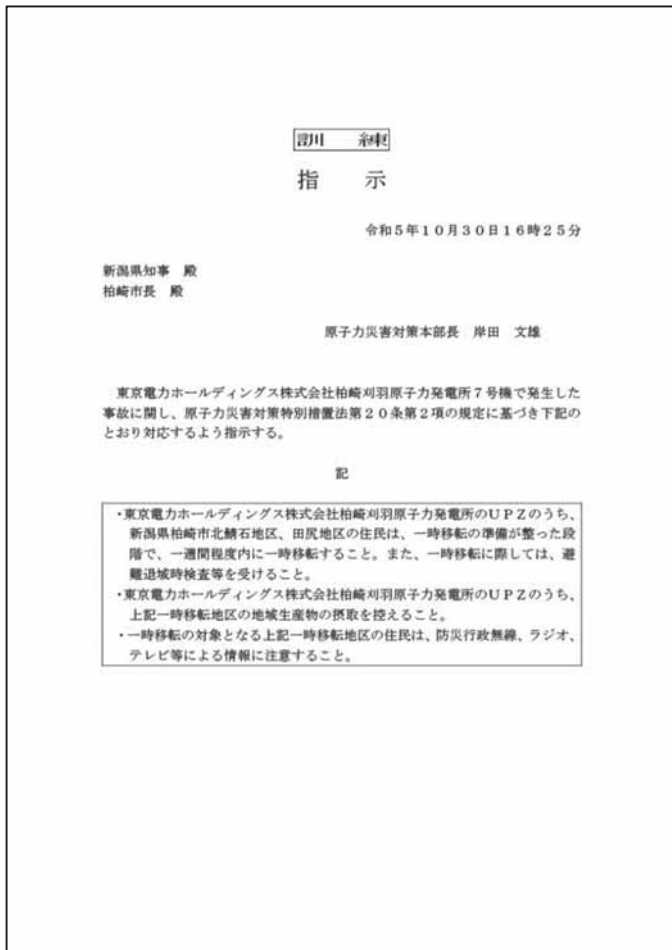 訓　練
指　示
令和５年１０月３０日１６時２５分
新潟県知事　殿
柏崎市長　殿
原子力災害対策本部長　岸田　文雄
東京電力ホールディングス株式会社柏崎刈羽原子力発電所７号機で発生した
事故に関し、原子力災害対策特別措置法第２０条第２項の規定に基づき下記の
とおり対応するよう指示する。
記
・東京電力ホールディングス株式会社柏崎刈羽原子力発電所のＵＰＺのうち、
新潟県柏崎市北鯖石地区、田尻地区の住民は、一時移転の準備が整った段
階で、一週間程度内に一時移転すること。また、一時移転に際しては、避
難退域時検査等を受けること。
・東京電力ホールディングス株式会社柏崎刈羽原子力発電所のＵＰＺのうち、
上記一時移転地区の地域生産物の摂取を控えること。
・一時移転の対象となる上記一時移転地区の住民は、防災行政無線、ラジオ、
テレビ等による情報に注意すること。